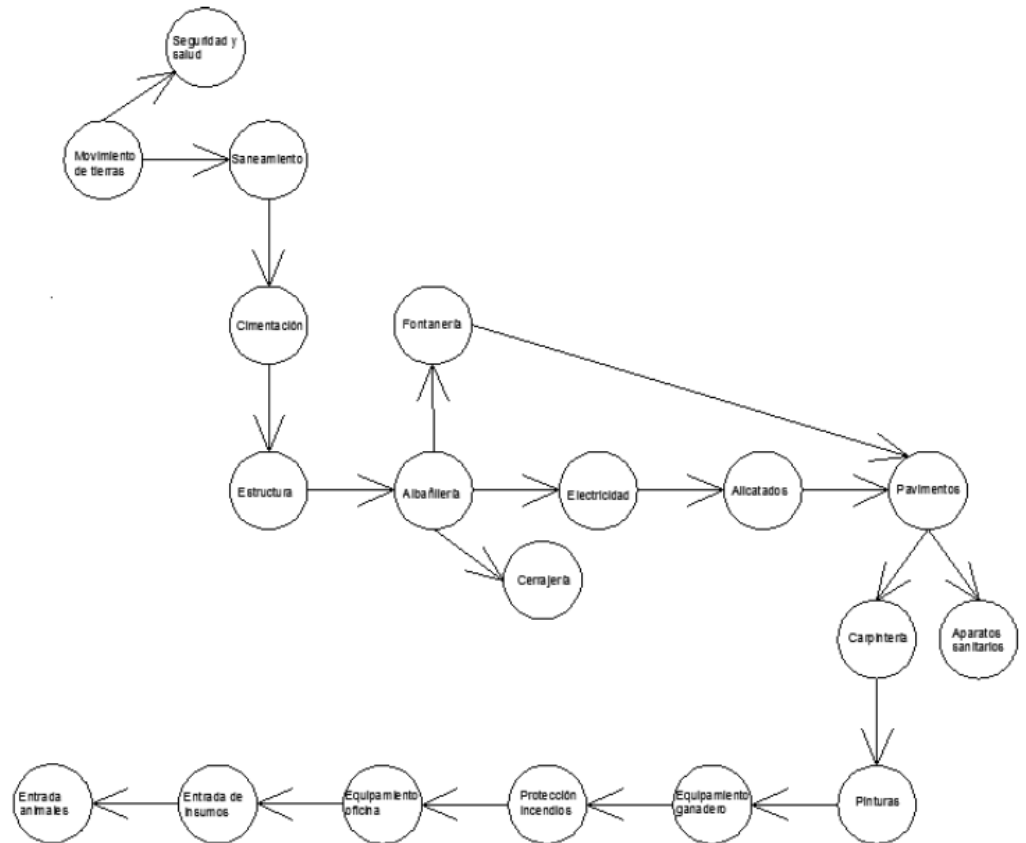 Seguridad y
salud
Movimiento
de tierras
Saneamiento
Cimentación
Fontanería
Estructura
Albañilería
Electricidad
Alicatados
Pavimentos
Cerrajería
Carpintería
Aparatos
sanitarios
Entrada
animales
Entrada de
insumos
Equipamiento
oficina
Protección
incendios
Equipamiento
ganadero
Pinturas